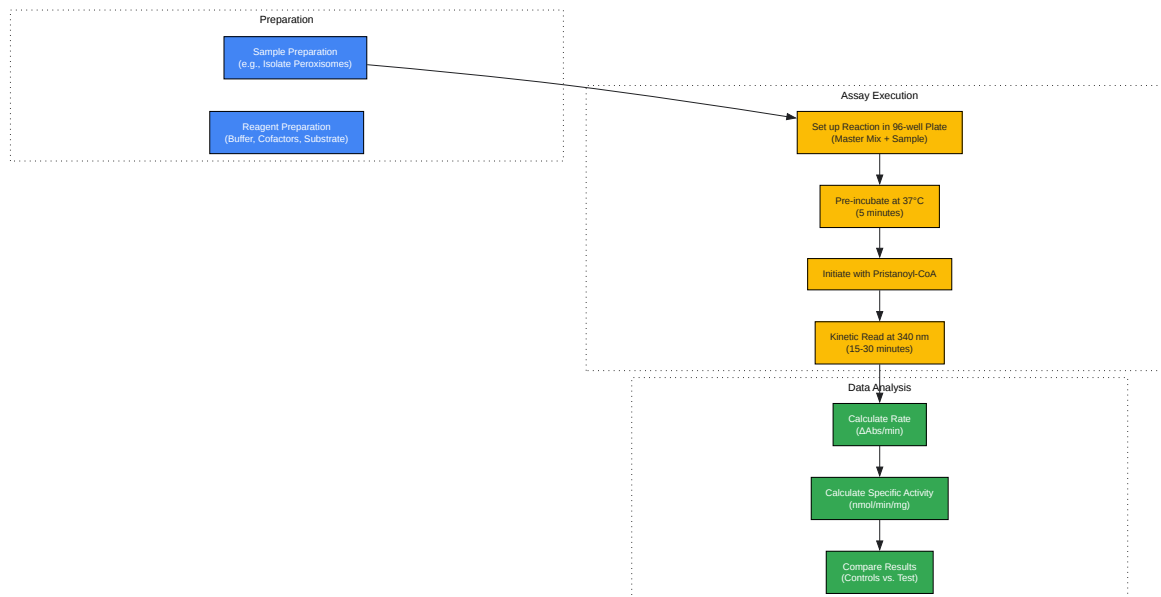 Preparation
Sample Preparation
(e.g., Isolate Peroxisomes)
Reagent Preparation
(Buffer, Cofactors, Substrate)
Assay Execution
Set up Reaction in 96-well Plate
(Master Mix + Sample)
Pre-incubate at 37°C
(5 minutes)
Initiate with Pristanoyl-CoA
Kinetic Read at 340 nm
(15-30 minutes)
Data Analysis
Calculate Rate
(ΔAbs/min)
Calculate Specific Activity
(nmol/min/mg)
Compare Results
(Controls vs. Test)